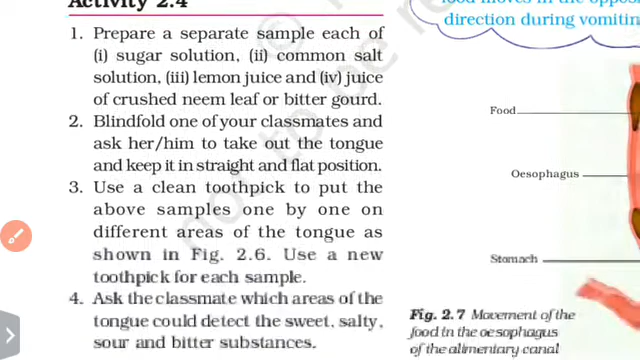 Activity 2.4
1. Prepare a separate sample each of
(i) sugar solution, (ii) common salt
solution, (iii) lemon juice and (iv) juice
of crushed neem leaf or bitter gourd.
2. Blindfold one of your classmates and
ask her/him to take out the tongue
and keep it in straight and flat position.
3. Use a clean toothpick to put the
above samples one by one on
different areas of the tongue as
shown in Fig. 2.6. Use a new
toothpick for each sample.
4. Ask the classmate which areas of the
tongue could detect the sweet, salty,
sour and bitter substances.
food moves in the
direction during vomitin
Food
Oesophagus
Stomach
Fig. 2.7 Movement of the
food in the oesophagus
of the alimentary canal